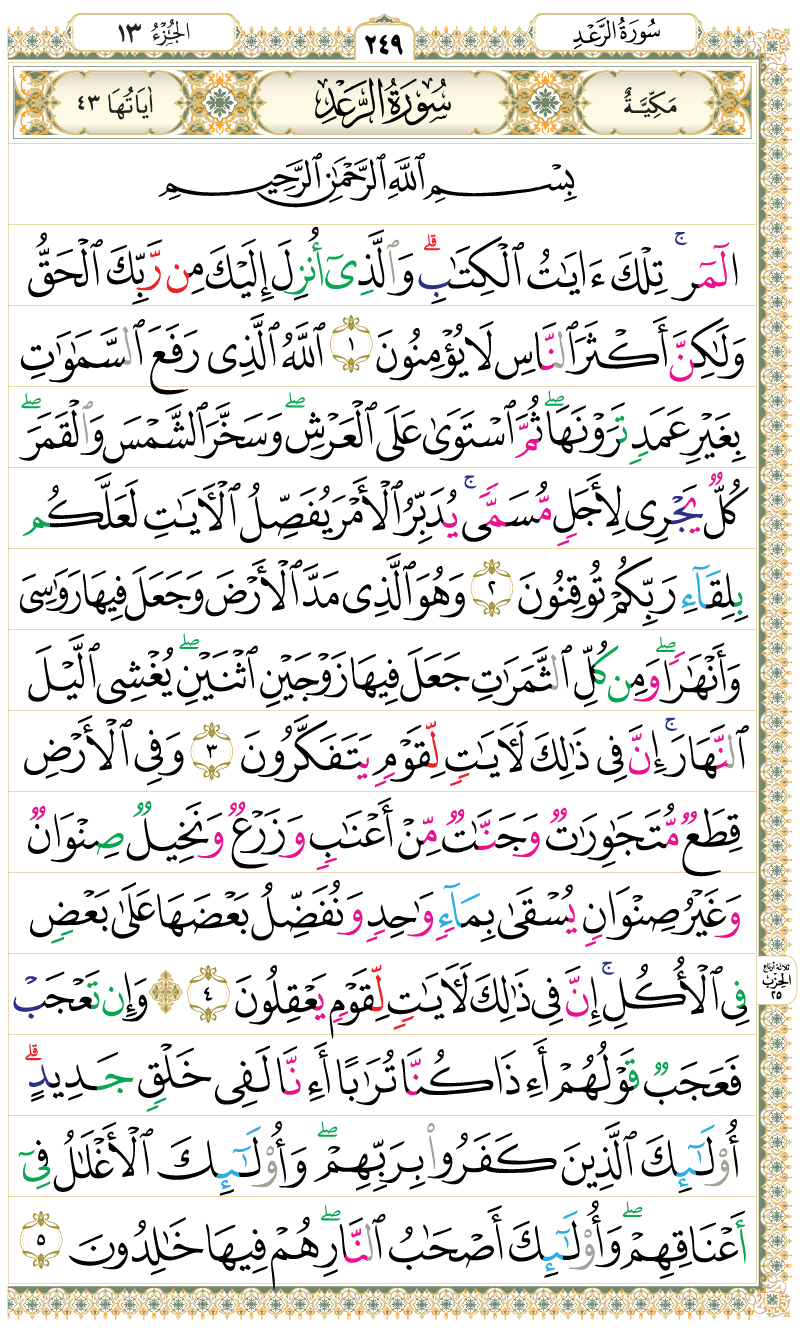 سُورَةُ الرَّعْدِ
٢٤٩
الجُزْءُ ١٣
مَكِّيَّةٌ
سُورَةُ الرَّعْدِ
اٰيَاتُهَا ٤٣
بِسْمِ ٱللَّهِ ٱلرَّحْمَٰنِ ٱلرَّحِيمِ
الٓمٓر ۚ تِلْكَ ءَايَٰتُ ٱلْكِتَٰبِ ۗ وَٱلَّذِىٓ أُنزِلَ إِلَيْكَ مِن رَّبِّكَ ٱلْحَقُّ
وَلَٰكِنَّ أَكْثَرَ ٱلنَّاسِ لَا يُؤْمِنُونَ ١ ٱللَّهُ ٱلَّذِى رَفَعَ ٱلسَّمَٰوَٰتِ
بِغَيْرِ عَمَدٍ تَرَوْنَهَا ۖ ثُمَّ ٱسْتَوَىٰ عَلَى ٱلْعَرْشِ ۖ وَسَخَّرَ ٱلشَّمْسَ وَٱلْقَمَرَ ۖ
كُلٌّ يَجْرِى لِأَجَلٍ مُّسَمًّى ۚ يُدَبِّرُ ٱلْأَمْرَ يُفَصِّلُ ٱلْءَايَٰتِ لَعَلَّكُم
بِلِقَآءِ رَبِّكُمْ تُوقِنُونَ ٢ وَهُوَ ٱلَّذِى مَدَّ ٱلْأَرْضَ وَجَعَلَ فِيهَا رَوَٰسِىَ
وَأَنْهَٰرًا ۖ وَمِن كُلِّ ٱلثَّمَرَٰتِ جَعَلَ فِيهَا زَوْجَيْنِ ٱثْنَيْنِ ۖ يُغْشِى ٱلَّيْلَ
ٱلنَّهَارَ ۚ إِنَّ فِى ذَٰلِكَ لَءَايَٰتٍ لِّقَوْمٍ يَتَفَكَّرُونَ ٣ وَفِى ٱلْأَرْضِ
قِطَعٌ مُّتَجَٰوِرَٰتٌ وَجَنَّٰتٌ مِّنْ أَعْنَٰبٍ وَزَرْعٌ وَنَخِيلٌ صِنْوَانٌ
وَغَيْرُ صِنْوَانٍ يُسْقَىٰ بِمَآءٍ وَٰحِدٍ وَنُفَضِّلُ بَعْضَهَا عَلَىٰ بَعْضٍ
فِى ٱلْأُكُلِ ۚ إِنَّ فِى ذَٰلِكَ لَءَايَٰتٍ لِّقَوْمٍ يَعْقِلُونَ ٤ ۞ وَإِن تَعْجَبْ
ثلاثة أرباع
الحِزْب
٢٥
فَعَجَبٌ قَوْلُهُمْ أَءِذَا كُنَّا تُرَٰبًا أَءِنَّا لَفِى خَلْقٍ جَدِيدٍ ۗ
أُو۟لَٰٓئِكَ ٱلَّذِينَ كَفَرُوا۟ بِرَبِّهِمْ ۖ وَأُو۟لَٰٓئِكَ ٱلْأَغْلَٰلُ فِىٓ
أَعْنَاقِهِمْ ۖ وَأُو۟لَٰٓئِكَ أَصْحَٰبُ ٱلنَّارِ ۖ هُمْ فِيهَا خَٰلِدُونَ ٥